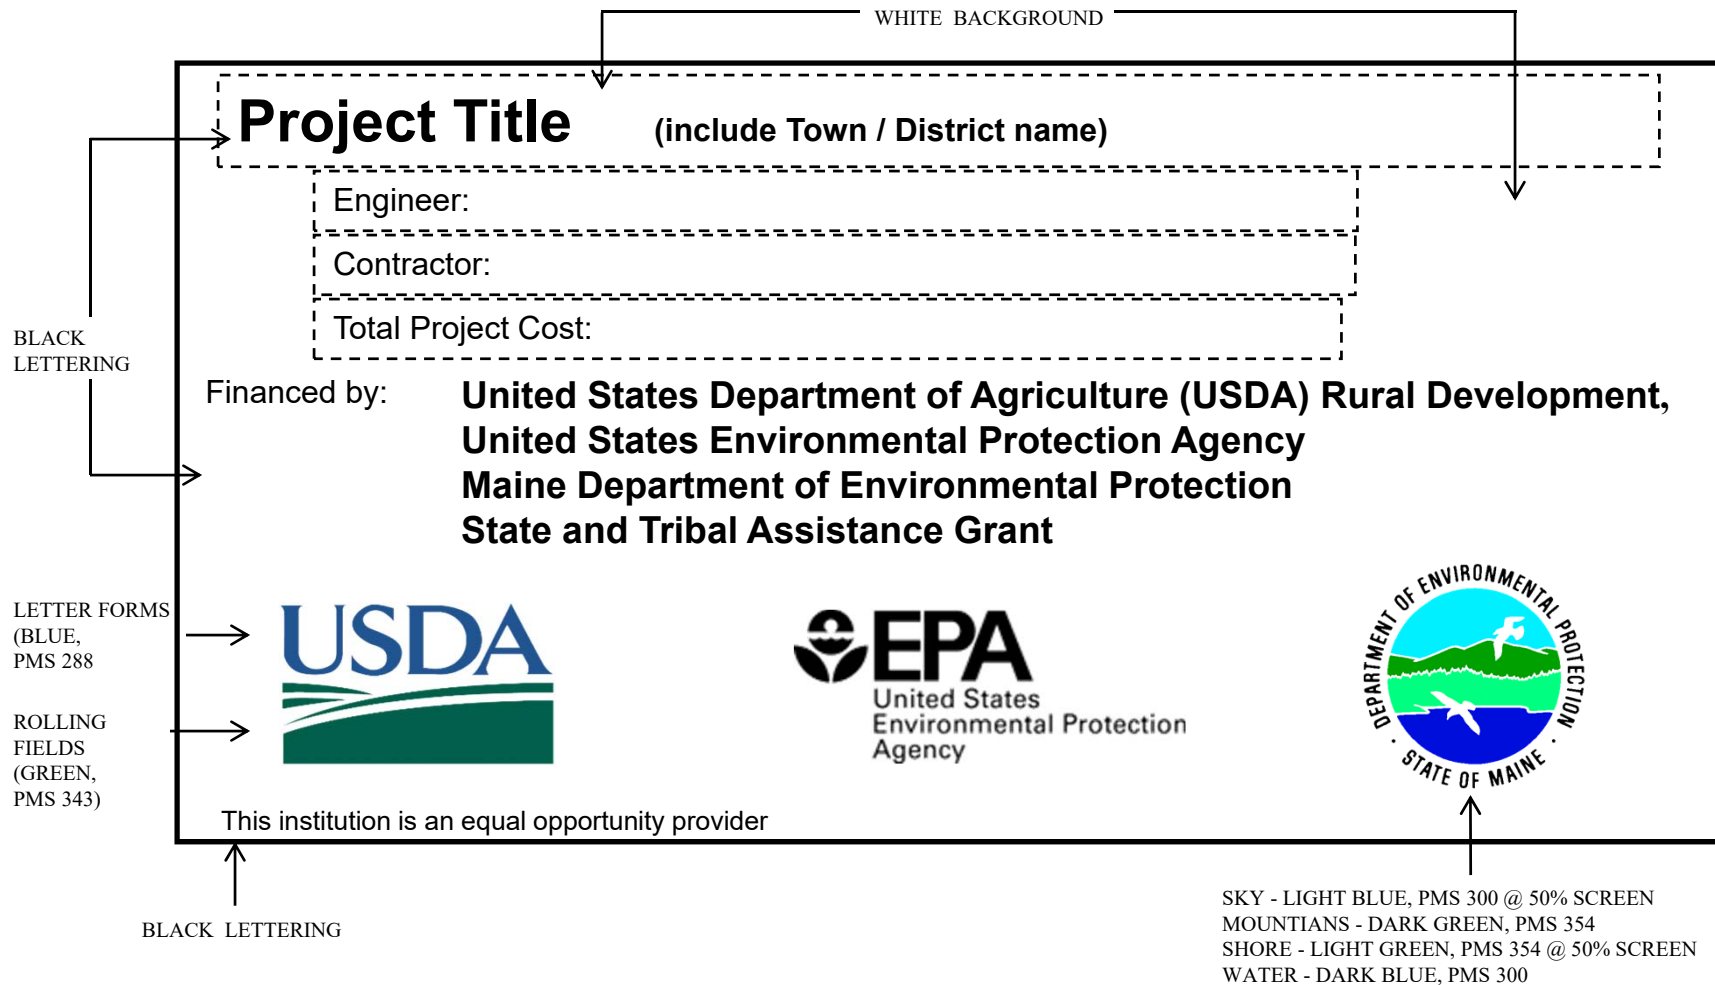 WHITE BACKGROUND
Project Title (include Town / District name)
Engineer:
Contractor:
Total Project Cost:
BLACK
LETTERING
Financed by: United States Department of Agriculture (USDA) Rural Development,
United States Environmental Protection Agency
Maine Department of Environmental Protection
State and Tribal Assistance Grant
LETTER FORMS
(BLUE,
PMS 288
ROLLING
FIELDS
(GREEN,
PMS 343)
USDA
EPA
United States
Environmental Protection
Agency
DEPARTMENT OF ENVIRONMENTAL PROTECTION
· STATE OF MAINE ·
This institution is an equal opportunity provider
BLACK LETTERING
SKY - LIGHT BLUE, PMS 300 @ 50% SCREEN
MOUNTIANS - DARK GREEN, PMS 354
SHORE - LIGHT GREEN, PMS 354 @ 50% SCREEN
WATER - DARK BLUE, PMS 300